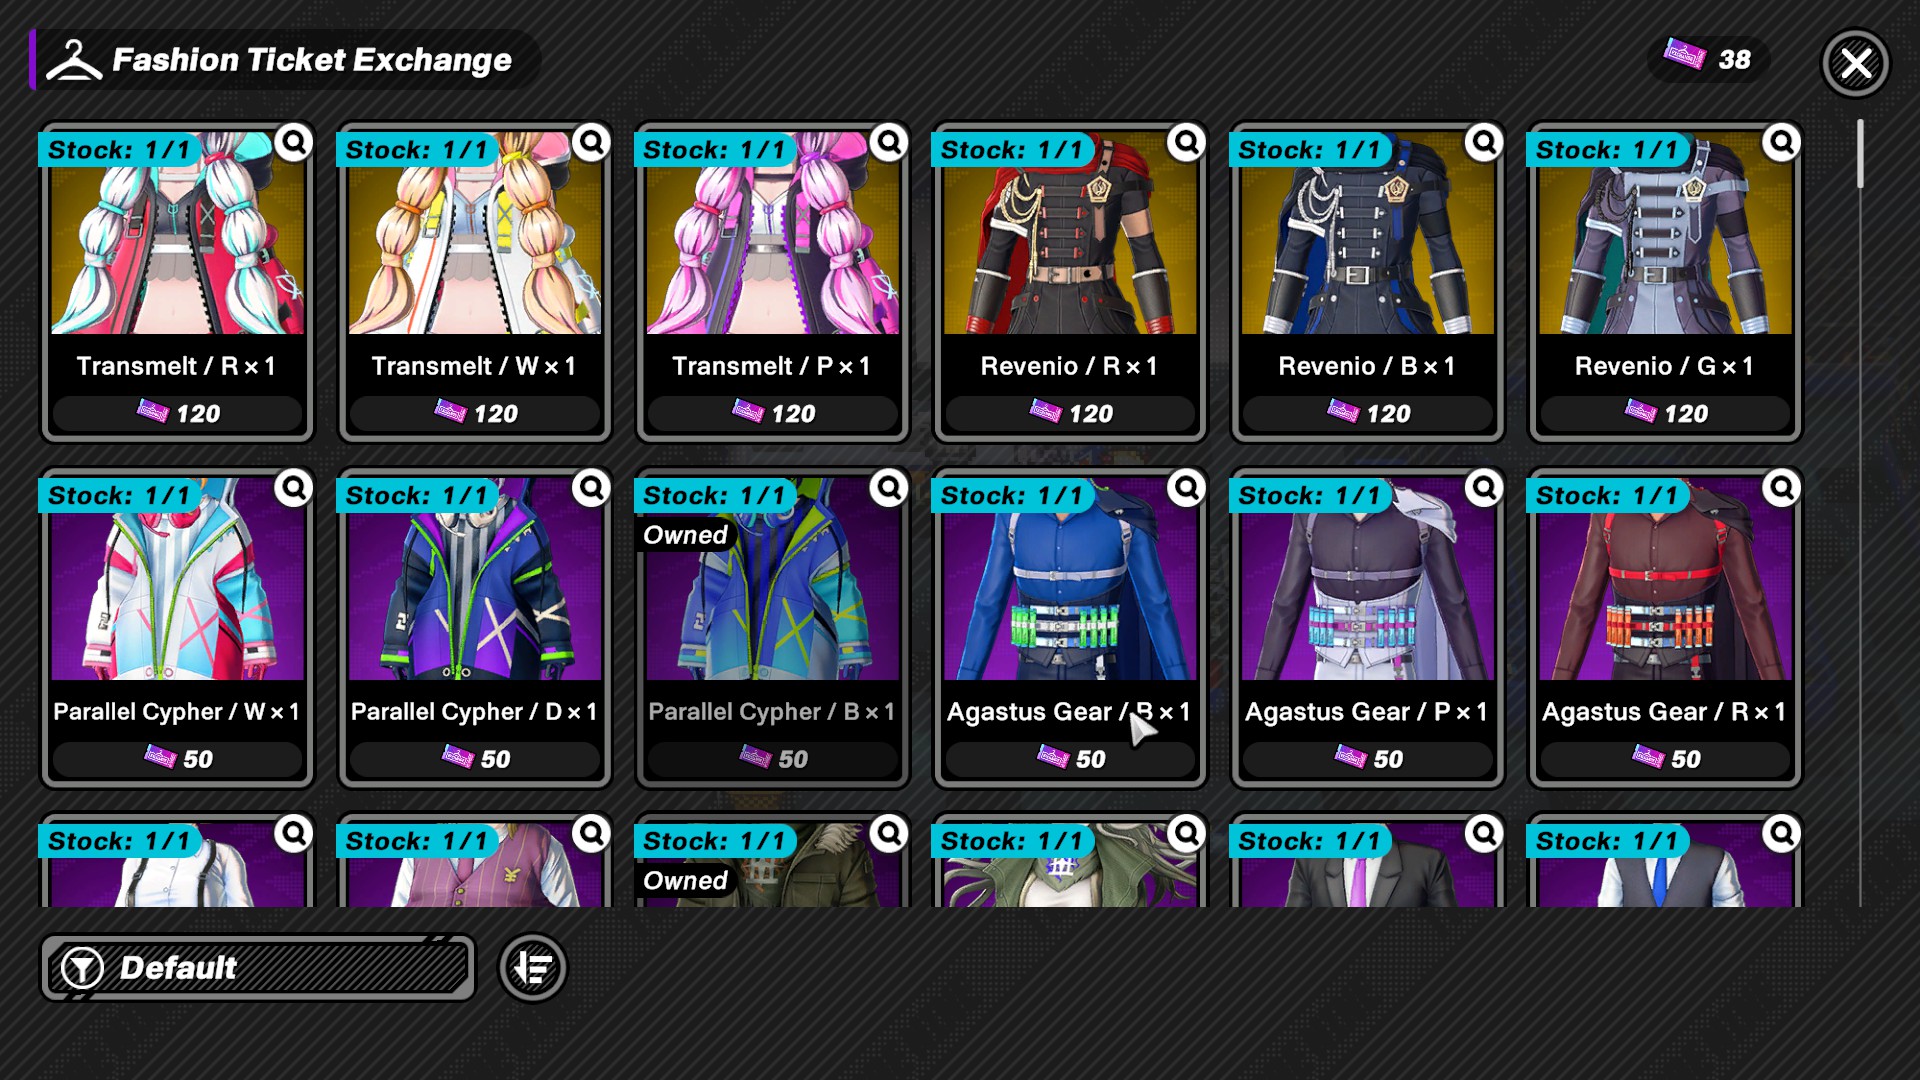 Fashion Ticket Exchange
38
Stock: 1/1
Stock: 1/1
Stock: 1/1
Stock: 1/1
Stock: 1/1
Stock: 1/1
Transmelt / R × 1
Transmelt / W × 1
Transmelt / P × 1
Revenio / R × 1
Revenio / B × 1
Revenio / G × 1
120
120
120
120
120
120
Stock: 1/1
Stock: 1/1
Stock: 1/1
Stock: 1/1
Stock: 1/1
Stock: 1/1
Owned
Parallel Cypher / W × 1
Parallel Cypher / D × 1
Parallel Cypher / B × 1
Agastus Gear / B × 1
Agastus Gear / P × 1
Agastus Gear / R × 1
50
50
50
50
50
50
Stock: 1/1
Stock: 1/1
Stock: 1/1
Stock: 1/1
Stock: 1/1
Stock: 1/1
Owned
Default